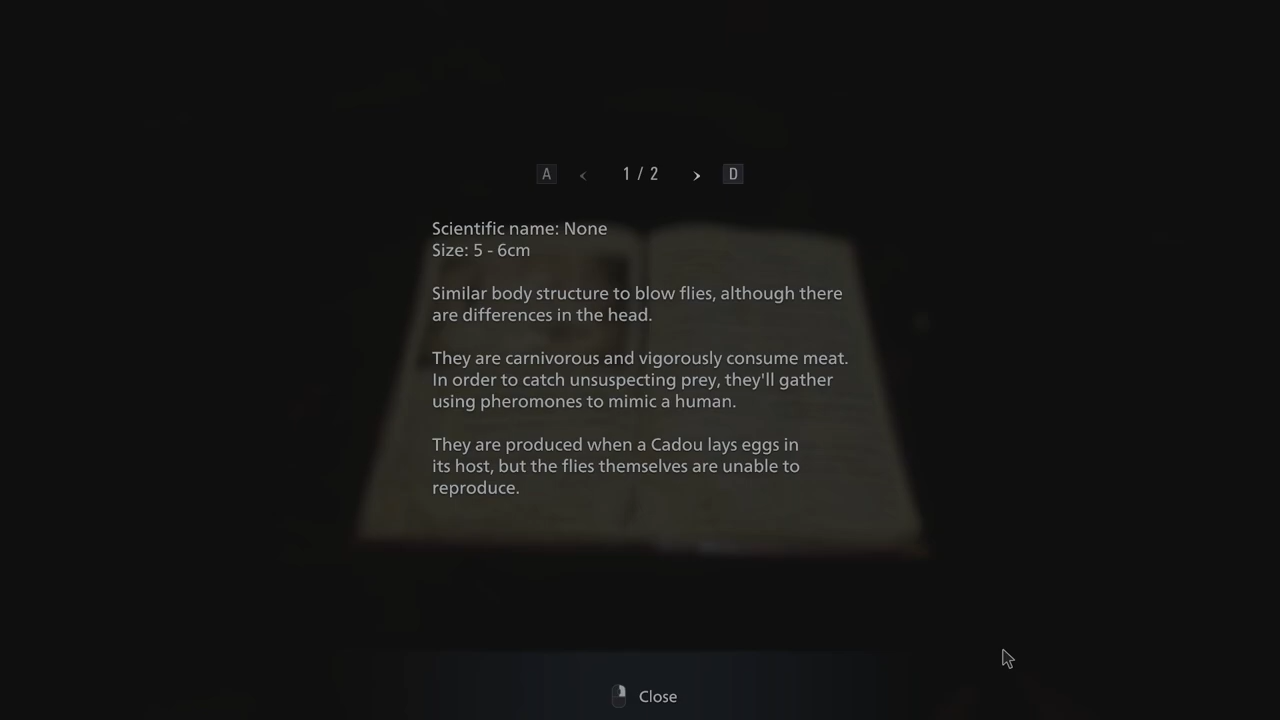 A < 1 / 2 > D
Scientific name: None
Size: 5 - 6cm
Similar body structure to blow flies, although there
are differences in the head.
They are carnivorous and vigorously consume meat.
In order to catch unsuspecting prey, they'll gather
using pheromones to mimic a human.
They are produced when a Cadou lays eggs in
its host, but the flies themselves are unable to
reproduce.
Close